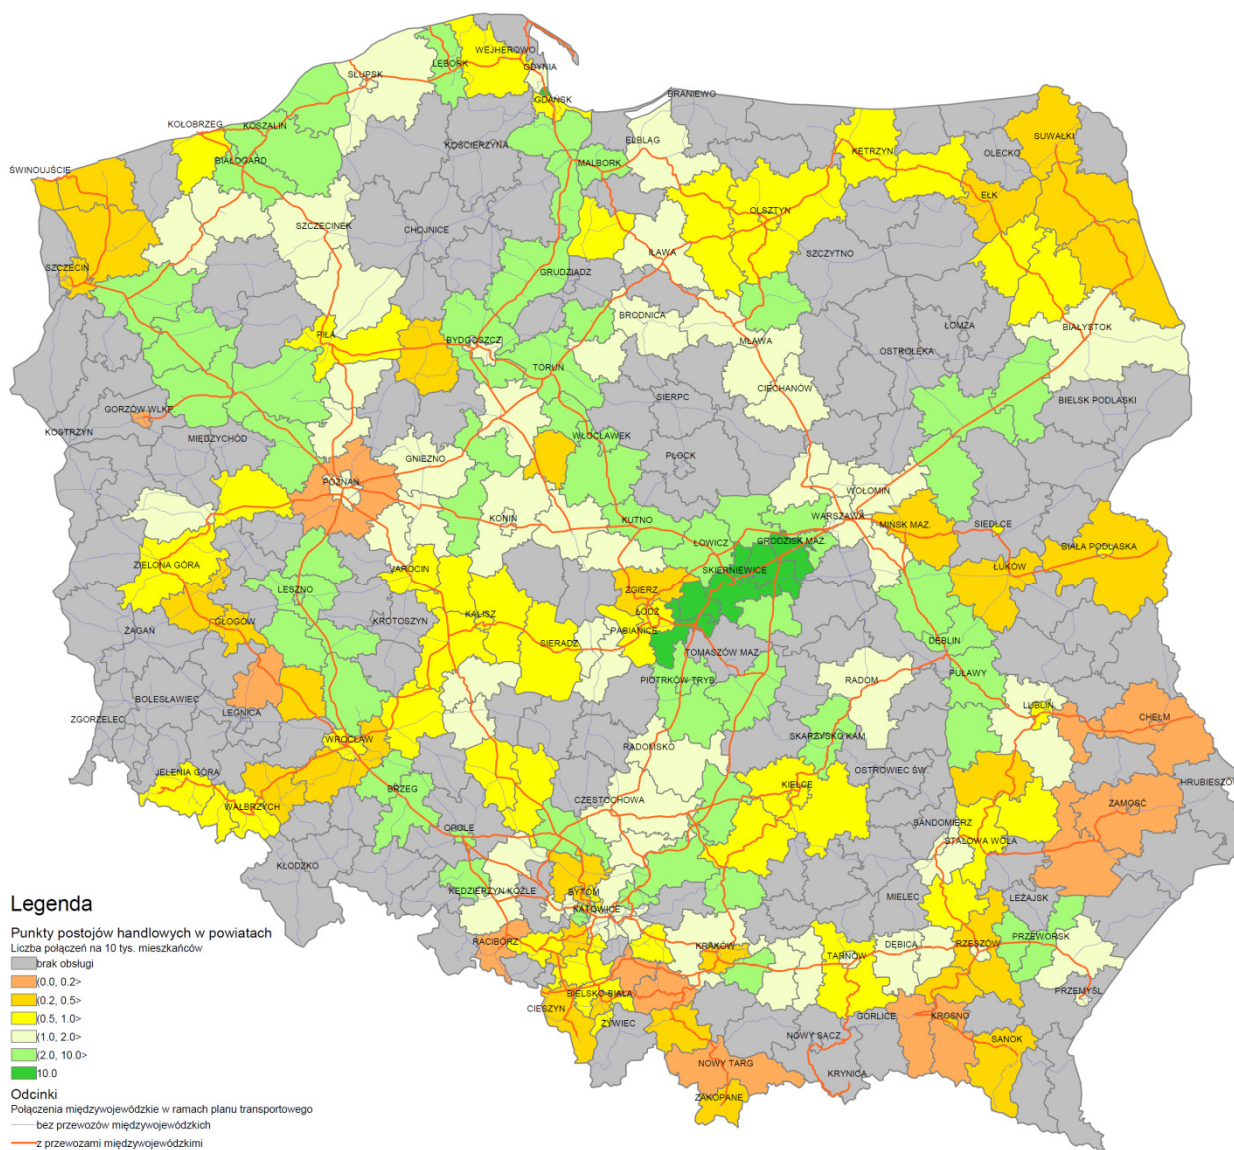 WEJHEROWO
LĘBORK
GDYNIA
SŁUPSK
GDAŃSK
BRANIEWO
KOŁOBRZEG
KOSZALIN
KOŚCIERZYNA
ELBLĄG
KĘTRZYN
SUWAŁKI
OLECKO
ŚWINOUJŚCIE
BIAŁOGARD
MALBORK
EŁK
SZCZECINEK
CHOJNICE
OLSZTYN
SZCZECIN
IŁAWA
SZCZYTNO
GRUDZIĄDZ
BRODNICA
ŁOMŻA
BIAŁYSTOK
PIŁA
BYDGOSZCZ
MŁAWA
OSTROŁĘKA
TORUŃ
CIECHANÓW
SIERPC
BIELSK PODLASKI
GORZÓW WLKP.
KOSTRZYN
MIĘDZYCHÓD
WŁOCŁAWEK
PŁOCK
GNIEZNO
POZNAŃ
WOŁOMIN
KONIN
KUTNO
WARSZAWA
MIŃSK MAZ.
SIEDLCE
ŁOWICZ
GRODZISK MAZ.
BIAŁA PODLASKA
ZIELONA GÓRA
JAROCIN
SKIERNIEWICE
ŁUKÓW
LESZNO
ZGIERZ
ŁÓDŹ
GŁOGÓW
KALISZ
KROTOSZYN
ŻAGAŃ
PABIANICE
SIERADZ
DĘBLIN
TOMASZÓW MAZ.
PIOTRKÓW TRYB.
RADOM
PUŁAWY
BOLESŁAWIEC
ZGORZELEC
LEGNICA
LUBLIN
CHEŁM
WROCŁAW
RADOMSKO
SKARŻYSKO KAM.
JELENIA GÓRA
OSTROWIEC ŚW.
HRUBIESZÓW
WAŁBRZYCH
BRZEG
KIELCE
CZĘSTOCHOWA
ZAMOŚĆ
OPOLE
SANDOMIERZ
STALOWA WOLA
KŁODZKO
KĘDZIERZYN KOŹLE
BYTOM
MIELEC
LEŻAJSK
KATOWICE
Legenda
Punkty postojów handlowych w powiatach
Liczba połączeń na 10 tys. mieszkańców
brak obsługi
(0.0, 0.2>
(0.2, 0.5>
(0.5, 1.0>
(1.0, 2.0>
(2.0, 10.0>
10.0
RACIBÓRZ
KRAKÓW
TARNÓW
DĘBICA
RZESZÓW
PRZEWORSK
BIELSKO-BIAŁA
CIESZYN
PRZEMYŚL
ŻYWIEC
GORLICE
KROSNO
NOWY SĄCZ
SANOK
NOWY TARG
KRYNICA
ZAKOPANE
Odcinki
Połączenia międzywojewódzkie w ramach planu transportowego
bez przewozów międzywojewódzkich
z przewozami międzywojewódzkimi